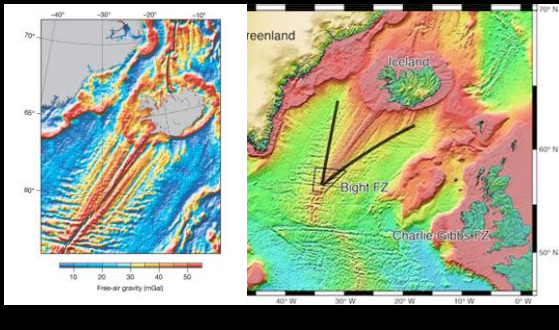 -40°
-30°
-20°
-10°
70°
65°
60°
10 20 30 40 50
Free-air gravity (mGal)
70° N
reenland
Iceland
60° N
Bight FZ
Charlie-Gibbs FZ
50° N
40° W 30° W 20° W 10° W 0° W